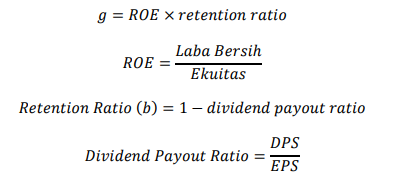 g = ROE × retention ratio
ROE = Laba Bersih / Ekuitas
Retention Ratio (b) = 1 − dividend payout ratio
Dividend Payout Ratio = DPS / EPS